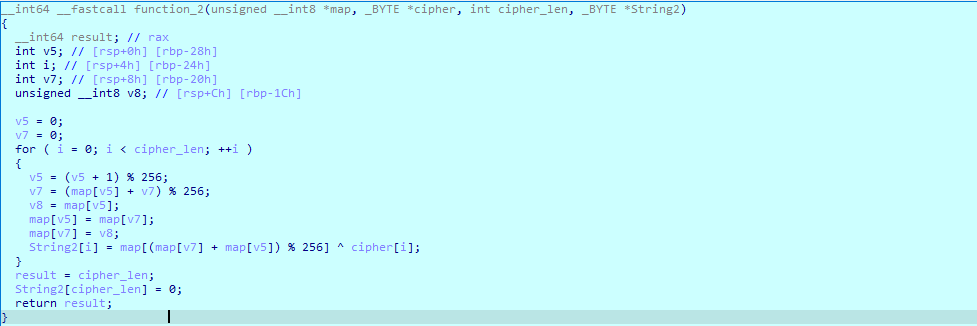 __int64 __fastcall function_2(unsigned __int8 *map, _BYTE *cipher, int cipher_len, _BYTE *String2)
{
  __int64 result; // rax
  int v5; // [rsp+0h] [rbp-28h]
  int i; // [rsp+4h] [rbp-24h]
  int v7; // [rsp+8h] [rbp-20h]
  unsigned __int8 v8; // [rsp+Ch] [rbp-1Ch]

  v5 = 0;
  v7 = 0;
  for ( i = 0; i < cipher_len; ++i )
  {
    v5 = (v5 + 1) % 256;
    v7 = (map[v5] + v7) % 256;
    v8 = map[v5];
    map[v5] = map[v7];
    map[v7] = v8;
    String2[i] = map[(map[v7] + map[v5]) % 256] ^ cipher[i];
  }
  result = cipher_len;
  String2[cipher_len] = 0;
  return result;
}